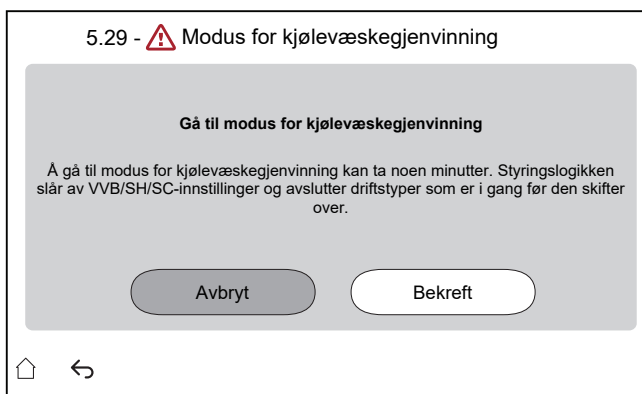 5.29 - Modus for kjølevæskegjenvinning
Gå til modus for kjølevæskegjenvinning
Å gå til modus for kjølevæskegjenvinning kan ta noen minutter. Styringslogikken
slår av VVB/SH/SC-innstillinger og avslutter driftstyper som er i gang før den skifter
over.
Avbryt
Bekreft